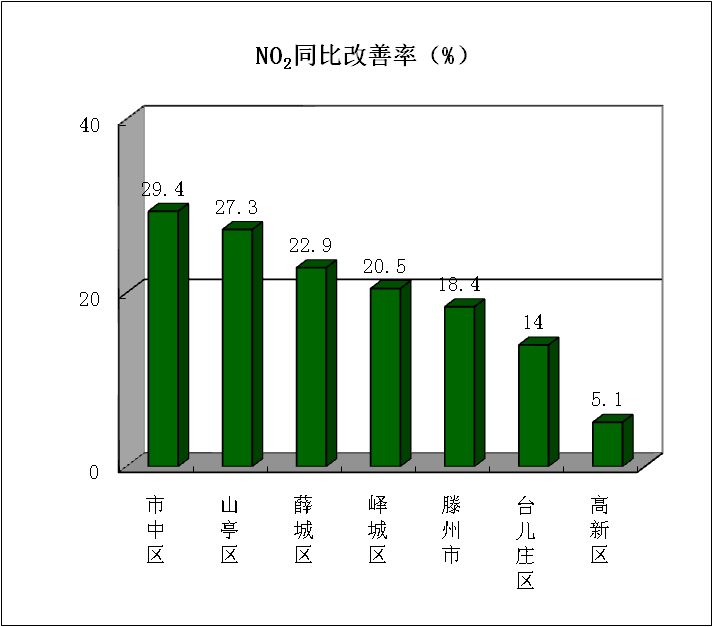 NO₂同比改善率（%）
40
20
0
29.4
27.3
22.9
20.5
18.4
14
5.1
市中区
山亭区
薛城区
峄城区
滕州市
台儿庄区
高新区